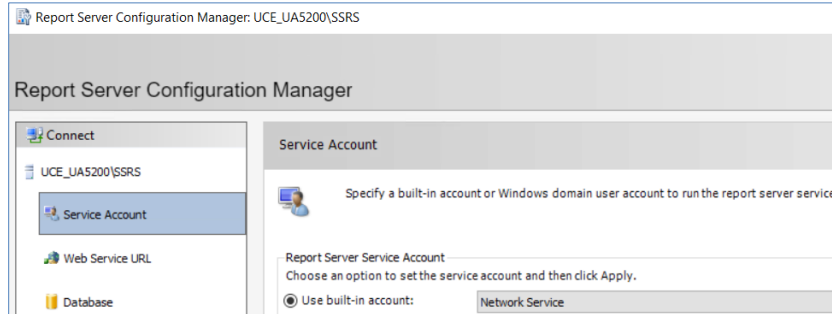 Report Server Configuration Manager: UCE_UA5200\SSRS
Report Server Configuration Manager
Connect
UCE_UA5200\SSRS
Service Account
Web Service URL
Database
Service Account
Specify a built-in account or Windows domain user account to run the report server service
Report Server Service Account
Choose an option to set the service account and then click Apply.
Use built-in account:
Network Service